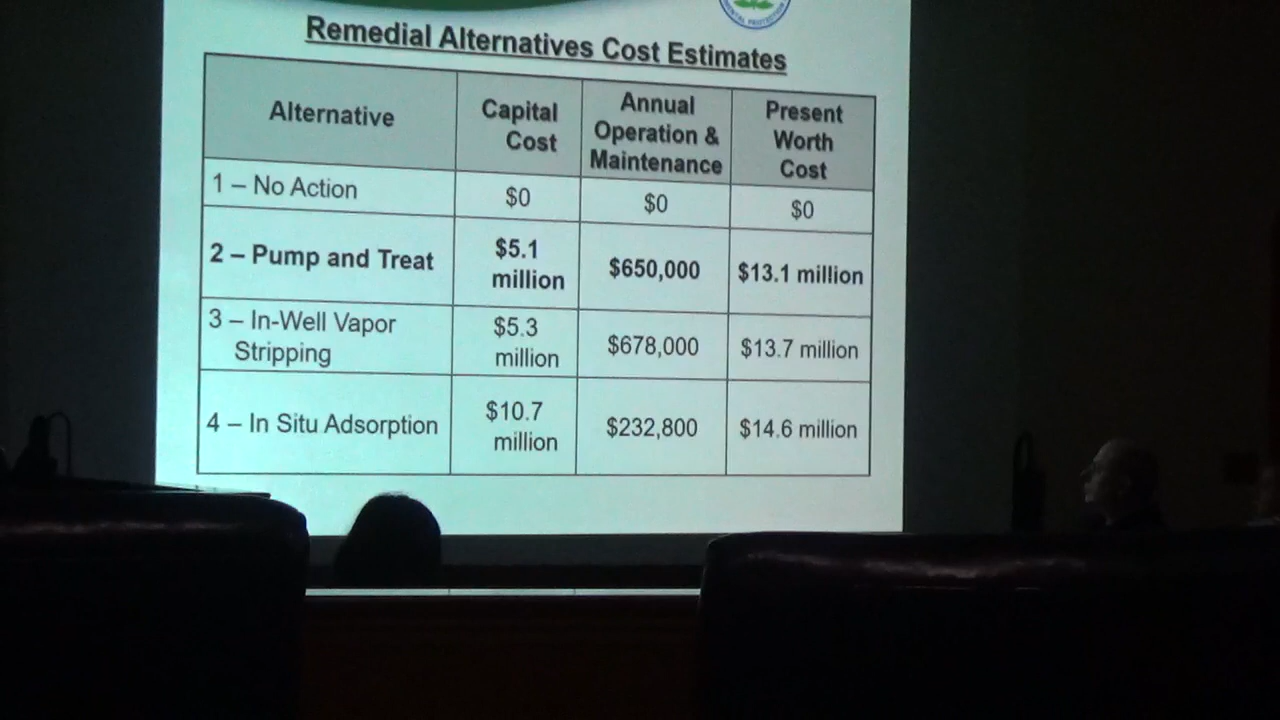 MENTAL PROTECTION
Remedial Alternatives Cost Estimates
Alternative
Capital
Cost
Annual
Operation &
Maintenance
Present
Worth
Cost
1 – No Action
$0
$0
$0
2 – Pump and Treat
$5.1
million
$650,000
$13.1 million
3 – In-Well Vapor
Stripping
$5.3
million
$678,000
$13.7 million
4 – In Situ Adsorption
$10.7
million
$232,800
$14.6 million